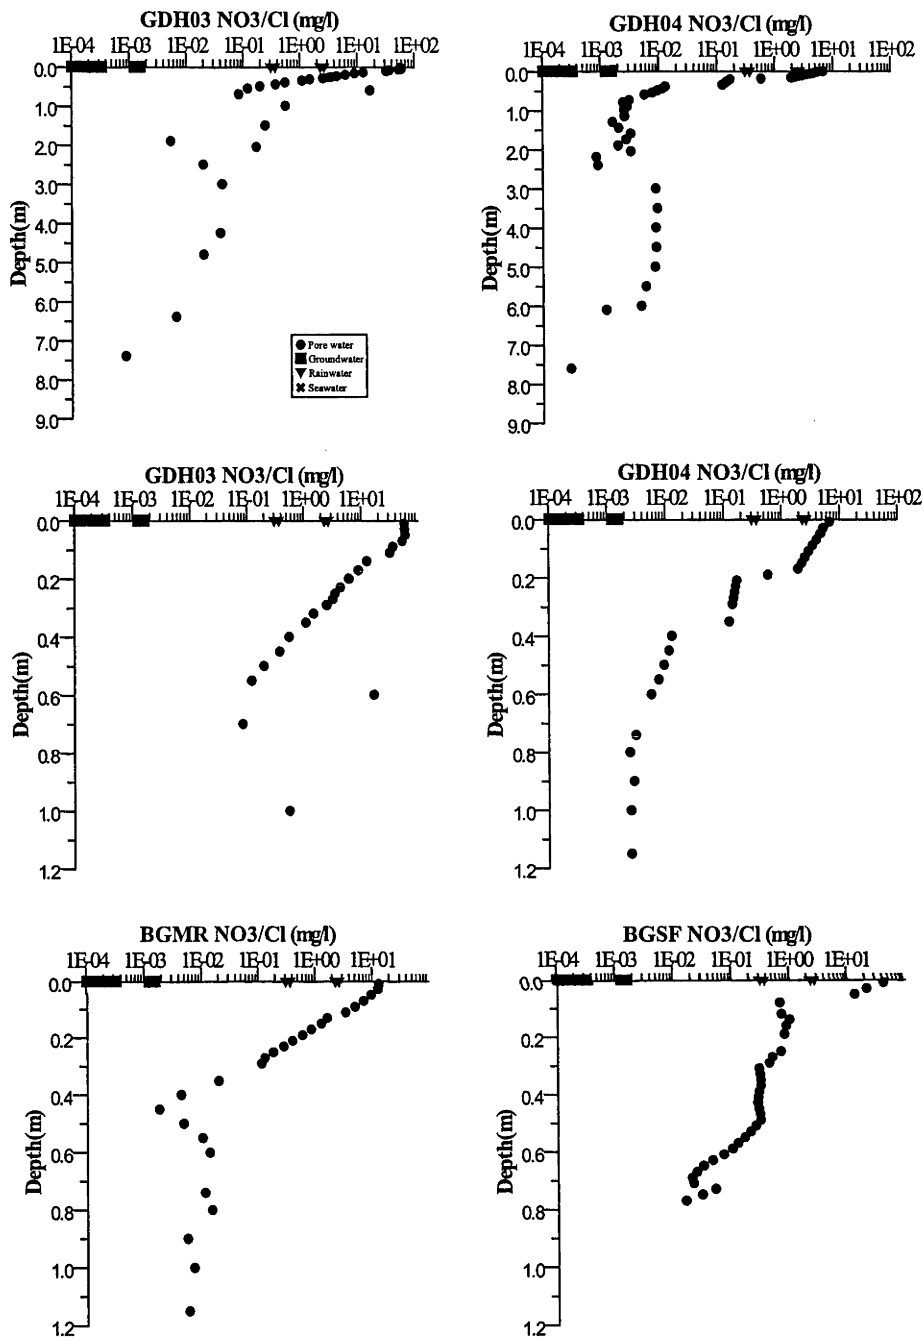 GDH03 NO3/Cl (mg/l)
1E-04 1E-03 1E-02 1E-01 1E+00 1E+01 1E+02
0.0
1.0
2.0
3.0
4.0
5.0
6.0
7.0
8.0
9.0
Depth(m)
Pore water
Groundwater
Rainwater
Seawater
GDH04 NO3/Cl (mg/l)
1E-04 1E-03 1E-02 1E-01 1E+00 1E+01 1E+02
0.0
1.0
2.0
3.0
4.0
5.0
6.0
7.0
8.0
9.0
Depth(m)
GDH03 NO3/Cl (mg/l)
1E-04 1E-03 1E-02 1E-01 1E+00 1E+01
0.0
0.2
0.4
0.6
0.8
1.0
1.2
Depth(m)
GDH04 NO3/Cl (mg/l)
1E-04 1E-03 1E-02 1E-01 1E+00 1E+01 1E+02
0.0
0.2
0.4
0.6
0.8
1.0
1.2
Depth(m)
BGMR NO3/Cl (mg/l)
1E-04 1E-03 1E-02 1E-01 1E+00 1E+01
0.0
0.2
0.4
0.6
0.8
1.0
1.2
Depth(m)
BGSF NO3/Cl (mg/l)
1E-04 1E-03 1E-02 1E-01 1E+00 1E+01
0.0
0.2
0.4
0.6
0.8
1.0
1.2
Depth(m)